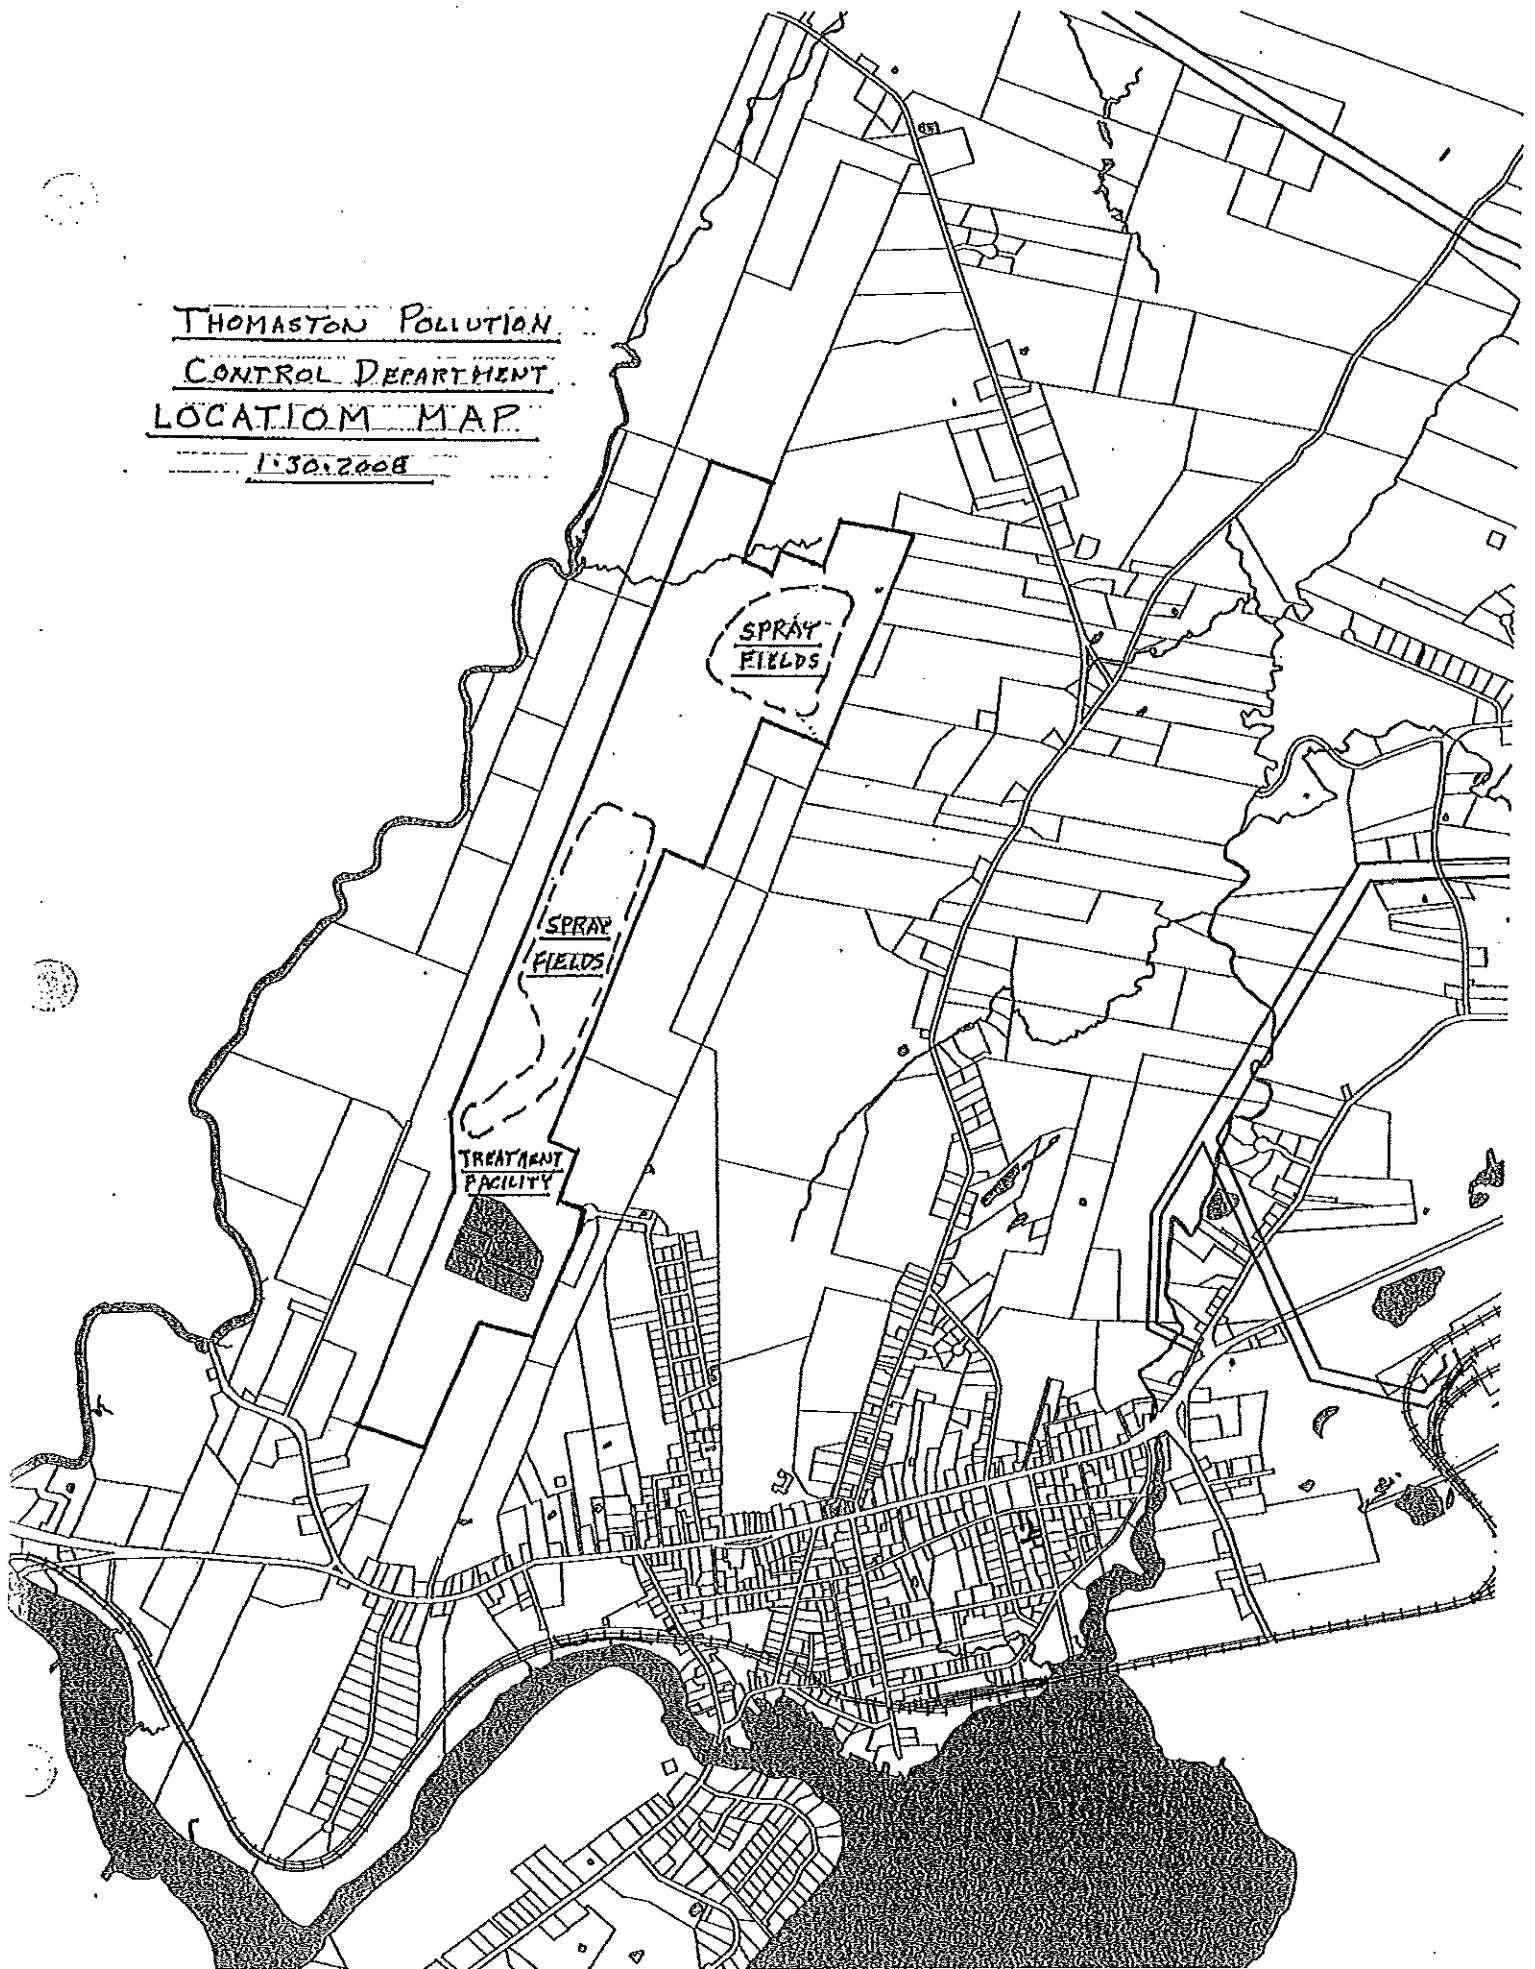 THOMASTON POLLUTION
CONTROL DEPARTMENT
LOCATIOM MAP
1.30.2008
SPRAY
FIELDS
SPRAY
FIELDS
TREATMENT
FACILITY